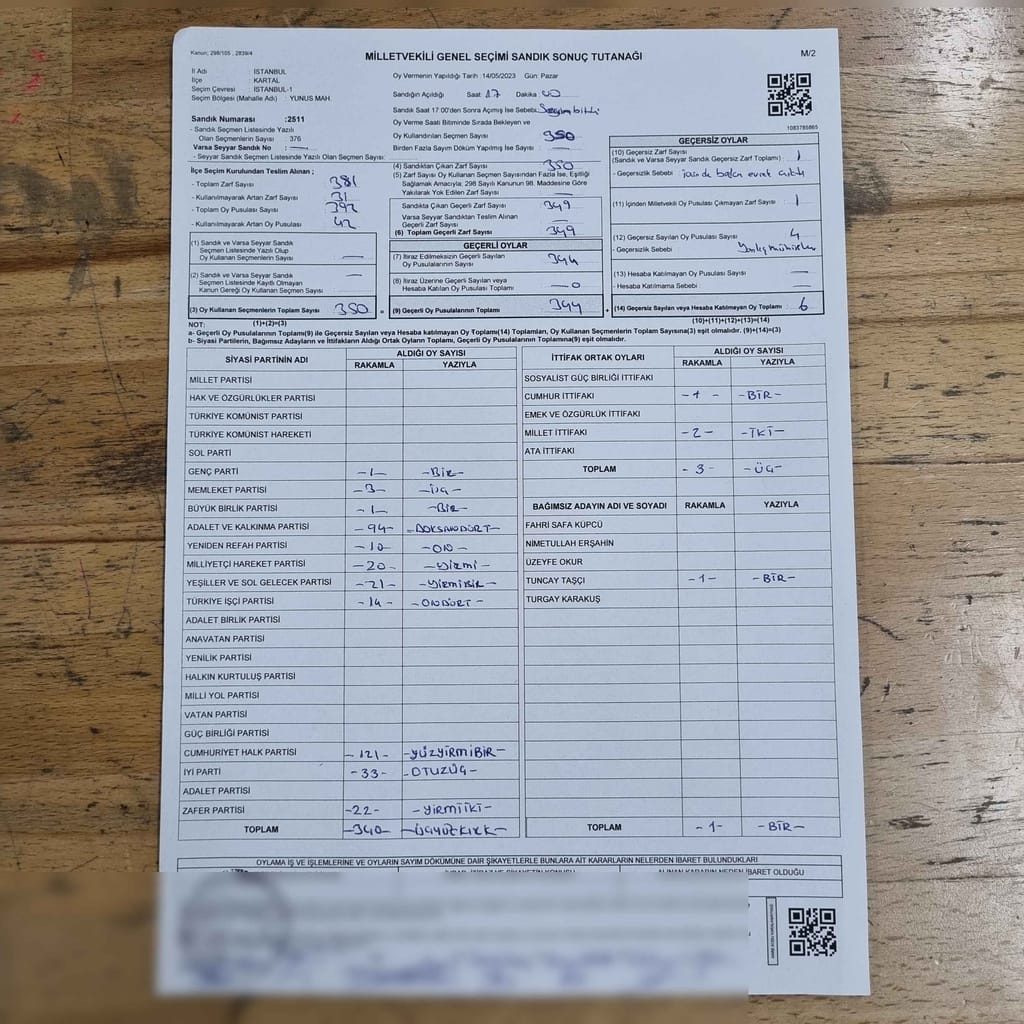 Kanun; 298/105 , 2839/4
MİLLETVEKİLİ GENEL SEÇİMİ SANDIK SONUÇ TUTANAĞI
M/2
İl Adı : İSTANBUL
İlçe : KARTAL
Seçim Çevresi : İSTANBUL-1
Seçim Bölgesi (Mahalle Adı) : YUNUS MAH.
Sandık Numarası :2511
- Sandık Seçmen Listesinde Yazılı
Olan Seçmenlerin Sayısı : 376
Varsa Seyyar Sandık No : —
- Seyyar Sandık Seçmen Listesinde Yazılı Olan Seçmen Sayısı:
İlçe Seçim Kurulundan Teslim Alınan ;
- Toplam Zarf Sayısı : 381
- Kullanılmayarak Artan Zarf Sayısı : 31
- Toplam Oy Pusulası Sayısı : 392
- Kullanılmayarak Artan Oy Pusulası Sayısı : 42
(1) Sandık ve Varsa Seyyar Sandık
Seçmen Listesinde Yazılı Olup
Oy Kullanan Seçmenlerin Sayısı : —
(2) Sandık ve Varsa Seyyar Sandık
Seçmen Listesinde Kayıtlı Olmayan
Kanun Gereği Oy Kullanan Seçmen Sayısı : —
(3) Oy Kullanan Seçmenlerin Toplam Sayısı : 350
(1)+(2)=(3)
Oy Vermenin Yapıldığı Tarih :14/05/2023 Gün: Pazar
Sandığın Açıldığı Saat 17 Dakika 00
Sandık Saat 17:00'den Sonra Açılmış İse Sebebi: Seçim bitti
Oy Verme Saati Bitiminde Sırada Bekleyen ve
Oy Kullandırılan Seçmen Sayısı : 350
Birden Fazla Sayım Döküm Yapılmış İse Sayısı : —
(4) Sandıktan Çıkan Zarf Sayısı : 350
(5) Zarf Sayısı Oy Kullanan Seçmen Sayısından Fazla İse, Eşitliği
Sağlamak Amacıyla; 298 Sayılı Kanunun 98. Maddesine Göre
Yakılarak Yok Edilen Zarf Sayısı : —
Sandıkta Çıkan Geçerli Zarf Sayısı : 349
Varsa Seyyar Sandıktan Teslim Alınan
Geçerli Zarf Sayısı : —
(6) Toplam Geçerli Zarf Sayısı : 349
GEÇERLİ OYLAR
(7) İtiraz Edilmeksizin Geçerli Sayılan
Oy Pusulalarının Sayısı : 344
(8) İtiraz Üzerine Geçerli Sayılan veya
Hesaba Katılan Oy Pusulası Toplamı : —0
= (9) Geçerli Oy Pusulalarının Toplamı : 344
1083785865
GEÇERSİZ OYLAR
(10) Geçersiz Zarf Sayısı
(Sandık ve Varsa Seyyar Sandık Geçersiz Zarf Toplamı) : 1
- Geçersizlik Sebebi : içinde başka evrak çıktı
(11) İçinden Milletvekili Oy Pusulası Çıkmayan Zarf Sayısı : 1
(12) Geçersiz Sayılan Oy Pusulası Sayısı : 4
- Geçersizlik Sebebi : Yanlış mühürler
(13) Hesaba Katılmayan Oy Pusulası Sayısı : —
- Hesaba Katılmama Sebebi : —
+ (14) Geçersiz Sayılan veya Hesaba Katılmayan Oy Toplamı : 6
(10)+(11)+(12)+(13)=(14)
NOT:
a- Geçerli Oy Pusulalarının Toplamı(9) ile Geçersiz Sayılan veya Hesaba katılmayan Oy Toplamı(14) Toplamları, Oy Kullanan Seçmenlerin Toplam Sayısına(3) eşit olmalıdır. (9)+(14)=(3)
b- Siyasi Partilerin, Bağımsız Adayların ve İttifakların Aldığı Ortak Oyların Toplamı, Geçerli Oy Pusulalarının Toplamına(9) eşit olmalıdır.
SİYASİ PARTİNİN ADI ALDIĞI OY SAYISI
RAKAMLA YAZIYLA
MİLLET PARTİSİ
HAK VE ÖZGÜRLÜKLER PARTİSİ
TÜRKİYE KOMÜNİST PARTİSİ
TÜRKİYE KOMÜNİST HAREKETİ
SOL PARTİ
GENÇ PARTİ -1- -Bir-
MEMLEKET PARTİSİ -3- -üç-
BÜYÜK BİRLİK PARTİSİ -1- -Bir-
ADALET VE KALKINMA PARTİSİ -94- -DOKSANDÖRT-
YENİDEN REFAH PARTİSİ -10- -ON-
MİLLİYETÇİ HAREKET PARTİSİ -20- -yirmi-
YEŞİLLER VE SOL GELECEK PARTİSİ -21- -yirmiBİR-
TÜRKİYE İŞÇİ PARTİSİ -14- -ONDÖRT-
ADALET BİRLİK PARTİSİ
ANAVATAN PARTİSİ
YENİLİK PARTİSİ
HALKIN KURTULUŞ PARTİSİ
MİLLİ YOL PARTİSİ
VATAN PARTİSİ
GÜÇ BİRLİĞİ PARTİSİ
CUMHURİYET HALK PARTİSİ -121- -YÜZYİRMİBİR-
İYİ PARTİ -33- -OTUZÜÇ-
ADALET PARTİSİ
ZAFER PARTİSİ -22- -YİRMİİKİ-
TOPLAM -340- -ÜÇYÜZKIRK-
İTTİFAK ORTAK OYLARI ALDIĞI OY SAYISI
RAKAMLA YAZIYLA
SOSYALİST GÜÇ BİRLİĞİ İTTİFAKI
CUMHUR İTTİFAKI -1- -BİR-
EMEK VE ÖZGÜRLÜK İTTİFAKI
MİLLET İTTİFAKI -2- -İKİ-
ATA İTTİFAKI
TOPLAM -3- -ÜÇ-
BAĞIMSIZ ADAYIN ADI VE SOYADI RAKAMLA YAZIYLA
FAHRİ SAFA KÜPCÜ
NİMETULLAH ERŞAHİN
ÜZEYFE OKUR
TUNCAY TAŞÇI -1- -BİR-
TURGAY KARAKUŞ
TOPLAM -1- -BİR-
OYLAMA İŞ VE İŞLEMLERİNE VE OYLARIN SAYIM DÖKÜMÜNE DAİR ŞİKAYETLERLE BUNLARA AİT KARARLARIN NELERDEN İBARET BULUNDUKLARI
ALINAN KARARIN NEDEN İBARET OLDUĞU